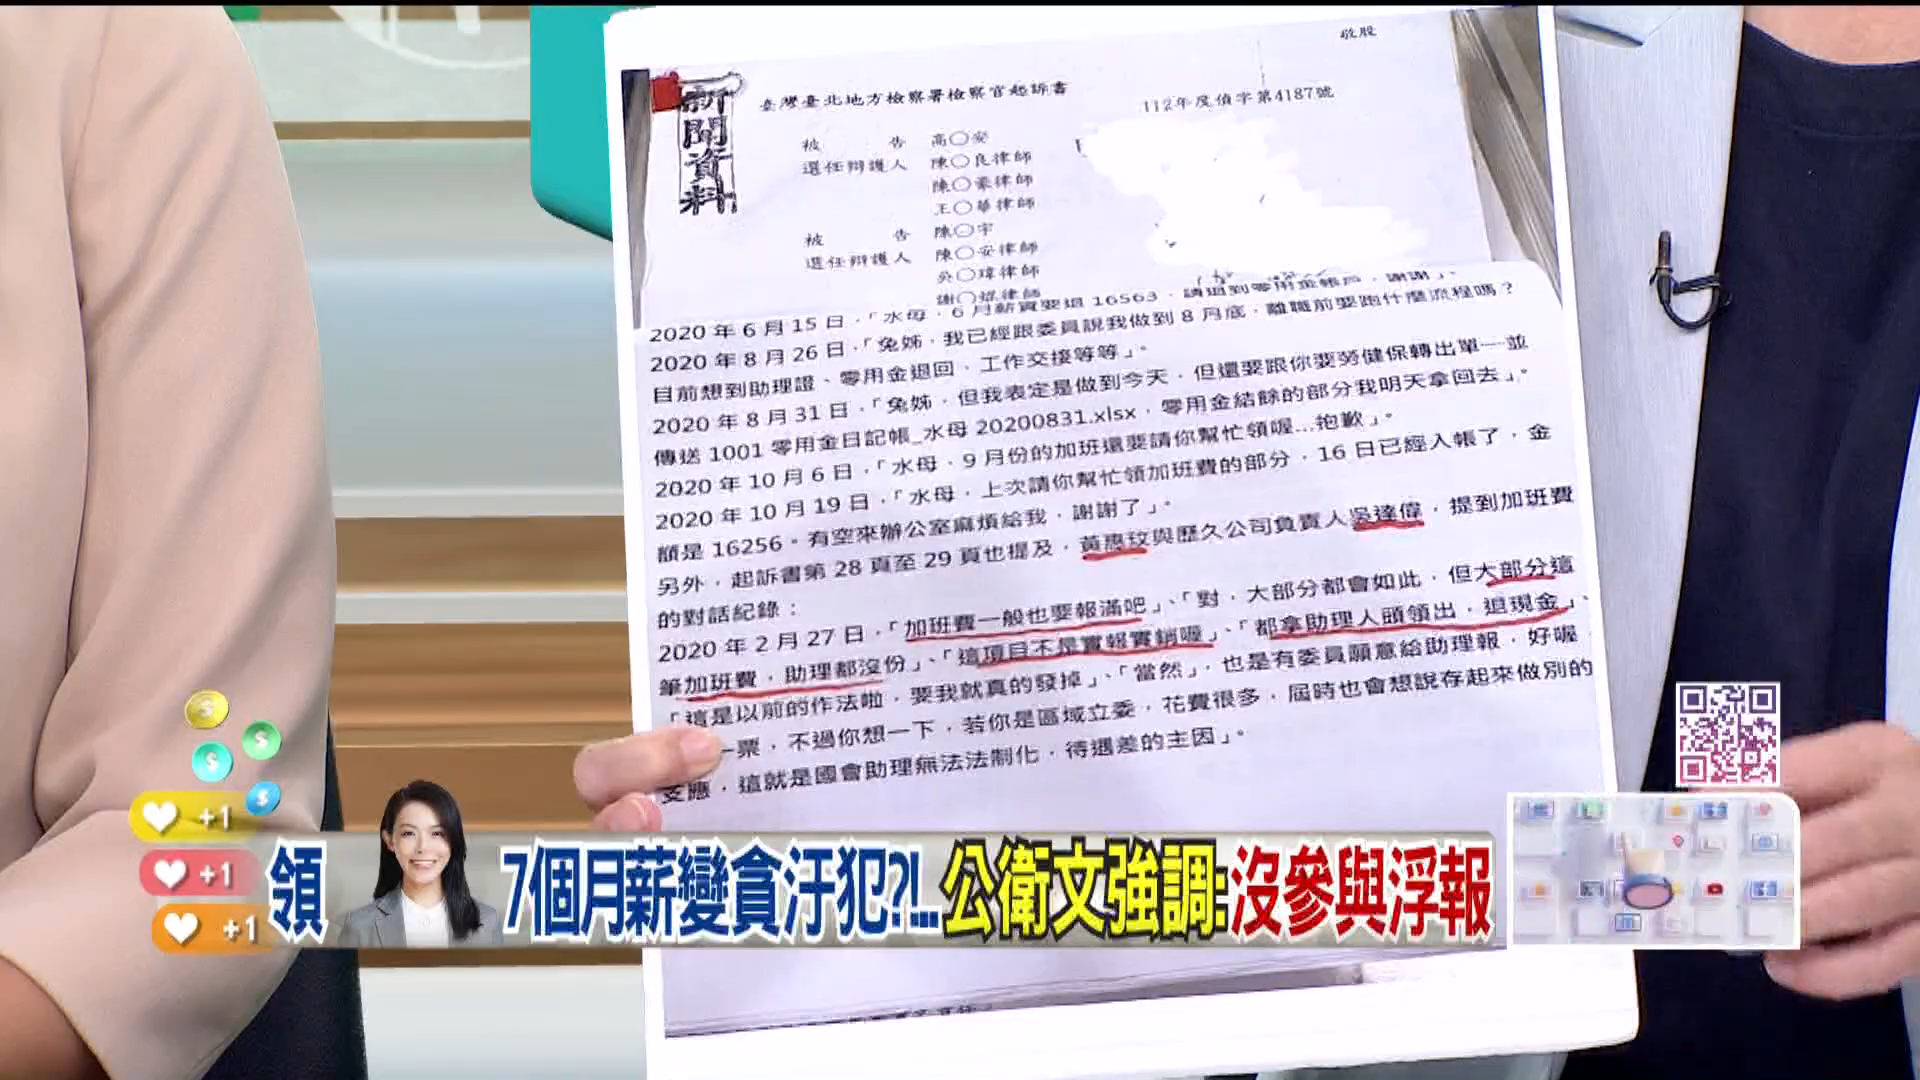 敬股
新聞資料
臺灣臺北地方檢察署檢察官起訴書
112年度偵字第4187號
被 告 高○安
選任辯護人 陳○良律師
陳○豪律師
王○華律師
被 告 陳○宇
選任辯護人 陳○安律師
吳○瑋律師
謝○焜律師
2020 年 6 月 15 日,「水母,6 月薪資要退 16563,請退到零用金帳戶,謝謝」。
2020 年 8 月 26 日,「兔姊,我已經跟委員說我做到 8 月底,離職前要跑什麼流程嗎?
目前想到助理證、零用金退回,工作交接等等」。
2020 年 8 月 31 日,「兔姊,但我表定是做到今天,但還要跟你要勞健保轉出單一並
傳送 1001 零用金日記帳_水母 20200831.xlsx,零用金結餘的部分我明天拿回去」。
2020 年 10 月 6 日,「水母,9 月份的加班還要請你幫忙領喔...抱歉」。
2020 年 10 月 19 日,「水母,上次請你幫忙領加班費的部分,16 日已經入帳了,金
額是 16256。有空來辦公室麻煩給我,謝謝了」。
另外,起訴書第 28 頁至 29 頁也提及,黃惠玟與歷久公司負責人吳達偉,提到加班費
的對話紀錄:
2020 年 2 月 27 日,「加班費一般也要報滿吧」、「對,大部分都會如此,但大部分這
筆加班費,助理都沒份」、「這項目不是實報實銷喔」、「都拿助理人頭領出,退現金」、
「這是以前的作法啦,要我就真的發掉」、「當然」,也是有委員願意給助理報,好喔,
一票,不過你想一下,若你是區域立委,花費很多,屆時也會想說存起來做別的
支應,這就是國會助理無法法制化,待遇差的主因」。
+1
+1
+1
領 7個月薪變貪汙犯?!...公衛文強調:沒參與浮報